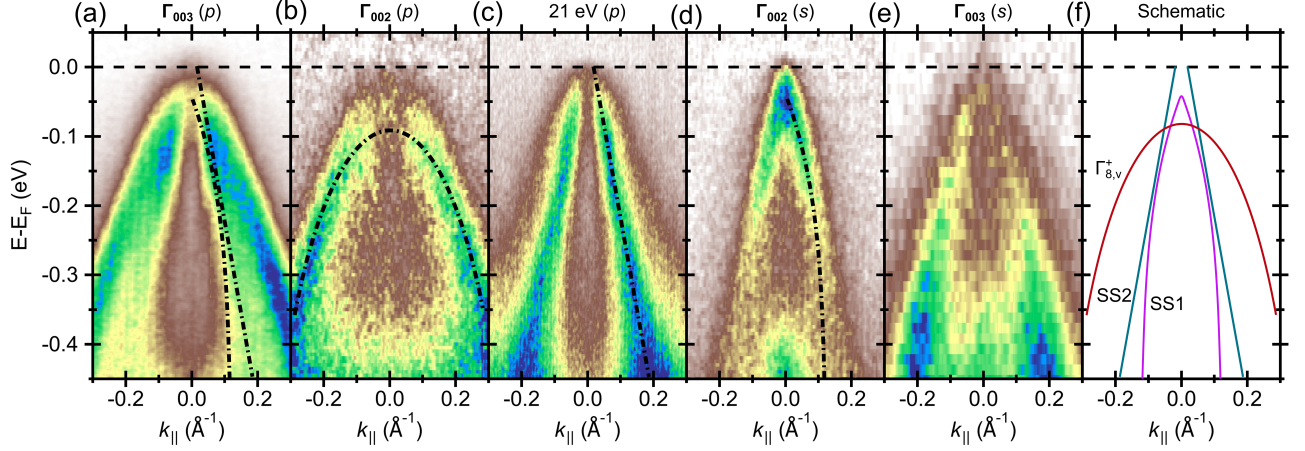 (a) Γ003 (p)
(b) Γ002 (p)
(c) 21 eV (p)
(d) Γ002 (s)
(e) Γ003 (s)
(f) Schematic
E-EF (eV)
0.0
-0.1
-0.2
-0.3
-0.4
Γ+8,v
SS2
SS1
-0.2 0.0 0.2
-0.2 0.0 0.2
-0.2 0.0 0.2
-0.2 0.0 0.2
-0.2 0.0 0.2
-0.2 0.0 0.2
k|| (Å-1)
k|| (Å-1)
k|| (Å-1)
k|| (Å-1)
k|| (Å-1)
k|| (Å-1)